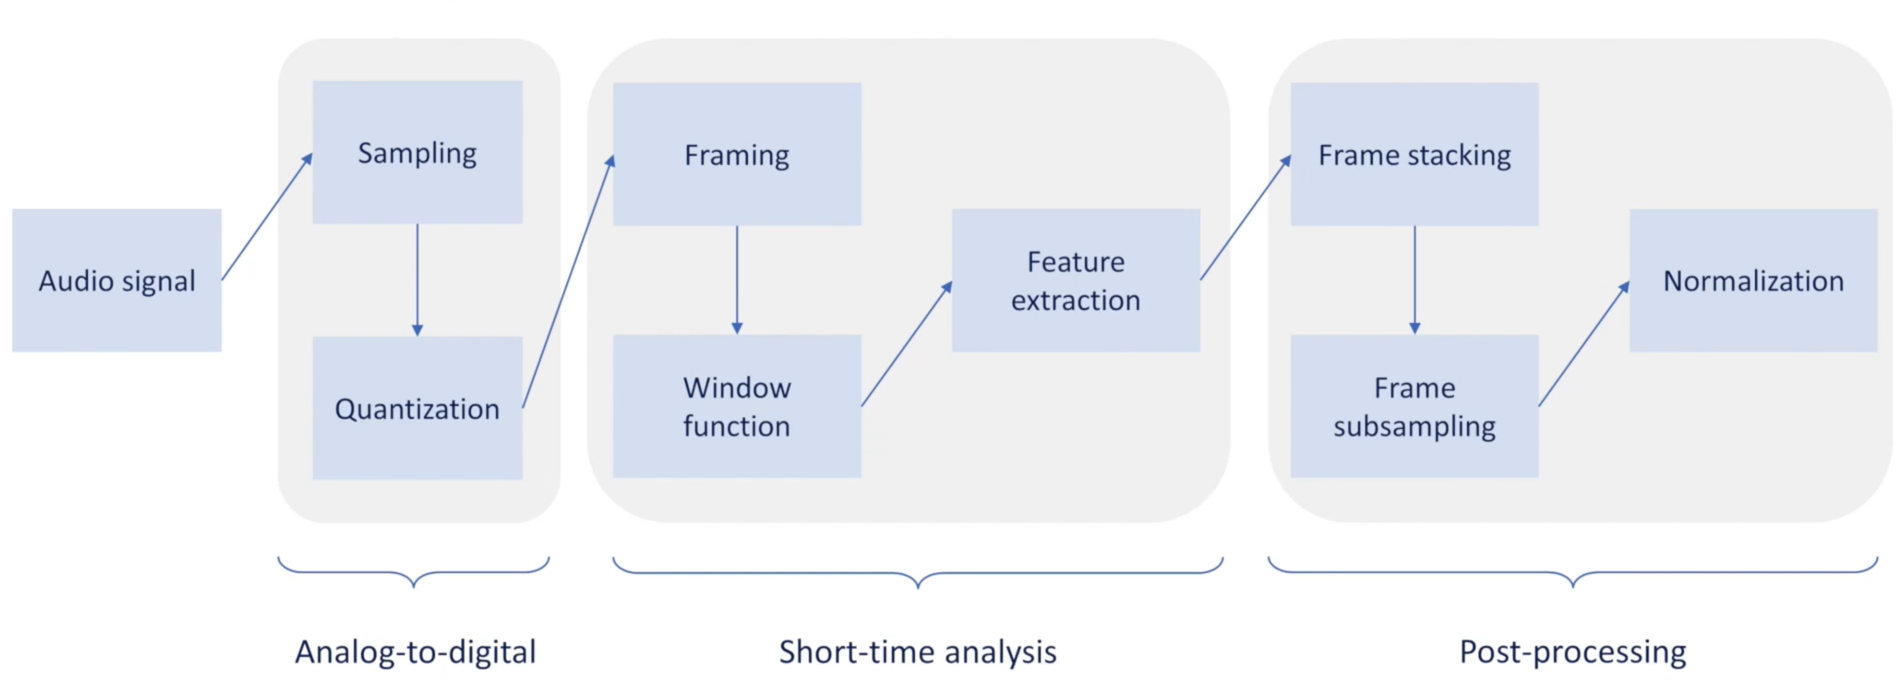 Audio signal
Sampling
Quantization
Framing
Window
function
Feature
extraction
Frame stacking
Frame
subsampling
Normalization
Analog-to-digital
Short-time analysis
Post-processing